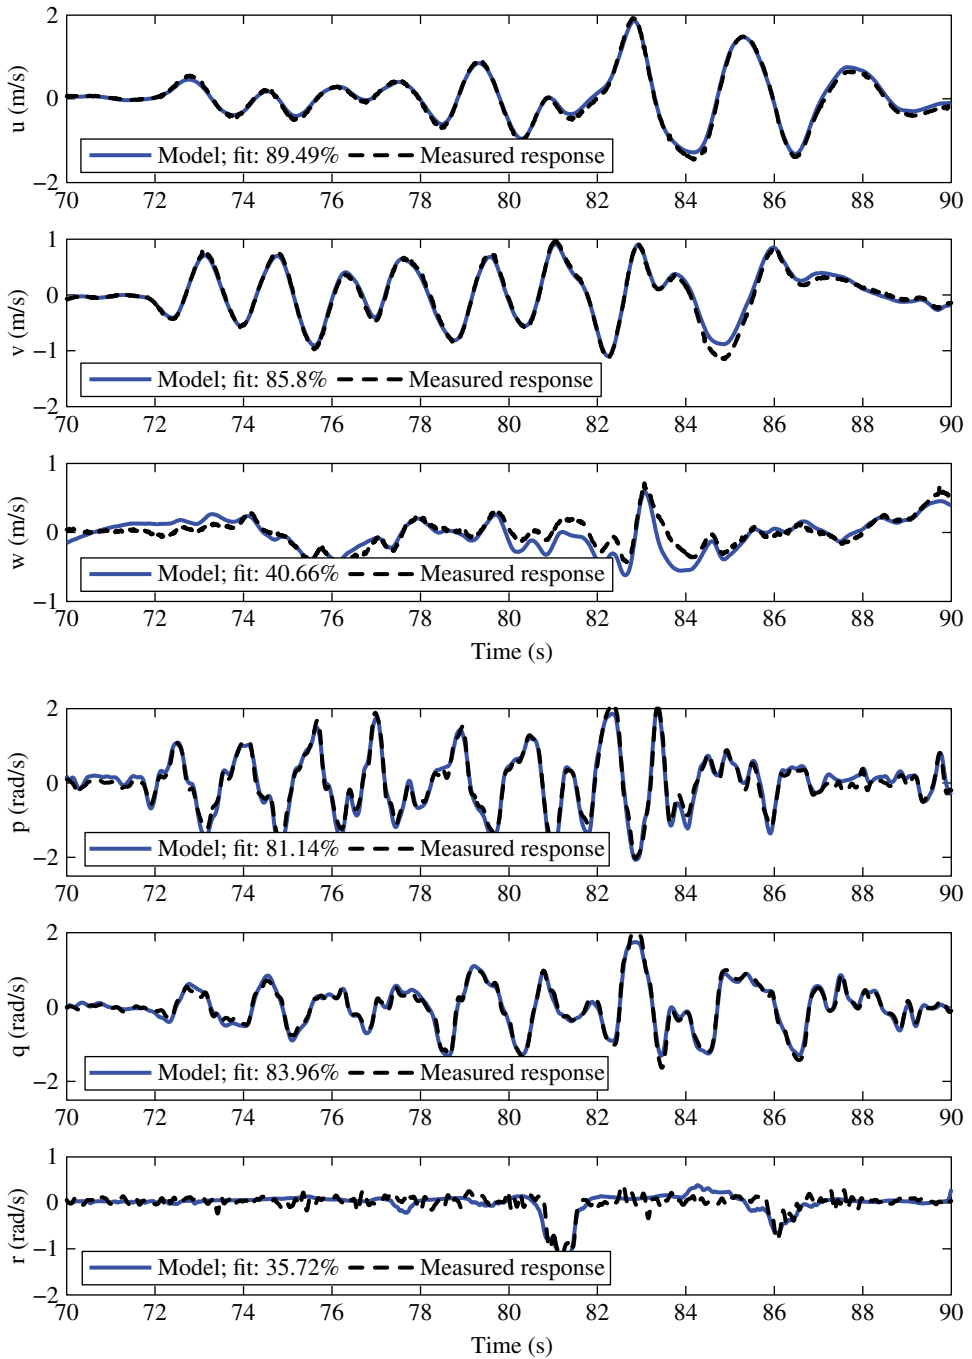 2
0
−2
u (m/s)
Model; fit: 89.49% Measured response
70 72 74 76 78 80 82 84 86 88 90
1
0
−1
−2
v (m/s)
Model; fit: 85.8% Measured response
70 72 74 76 78 80 82 84 86 88 90
1
0
−1
w (m/s)
Model; fit: 40.66% Measured response
70 72 74 76 78 80 82 84 86 88 90
Time (s)
2
0
−2
p (rad/s)
Model; fit: 81.14% Measured response
70 72 74 76 78 80 82 84 86 88 90
2
0
−2
q (rad/s)
Model; fit: 83.96% Measured response
70 72 74 76 78 80 82 84 86 88 90
1
0
−1
−2
r (rad/s)
Model; fit: 35.72% Measured response
70 72 74 76 78 80 82 84 86 88 90
Time (s)